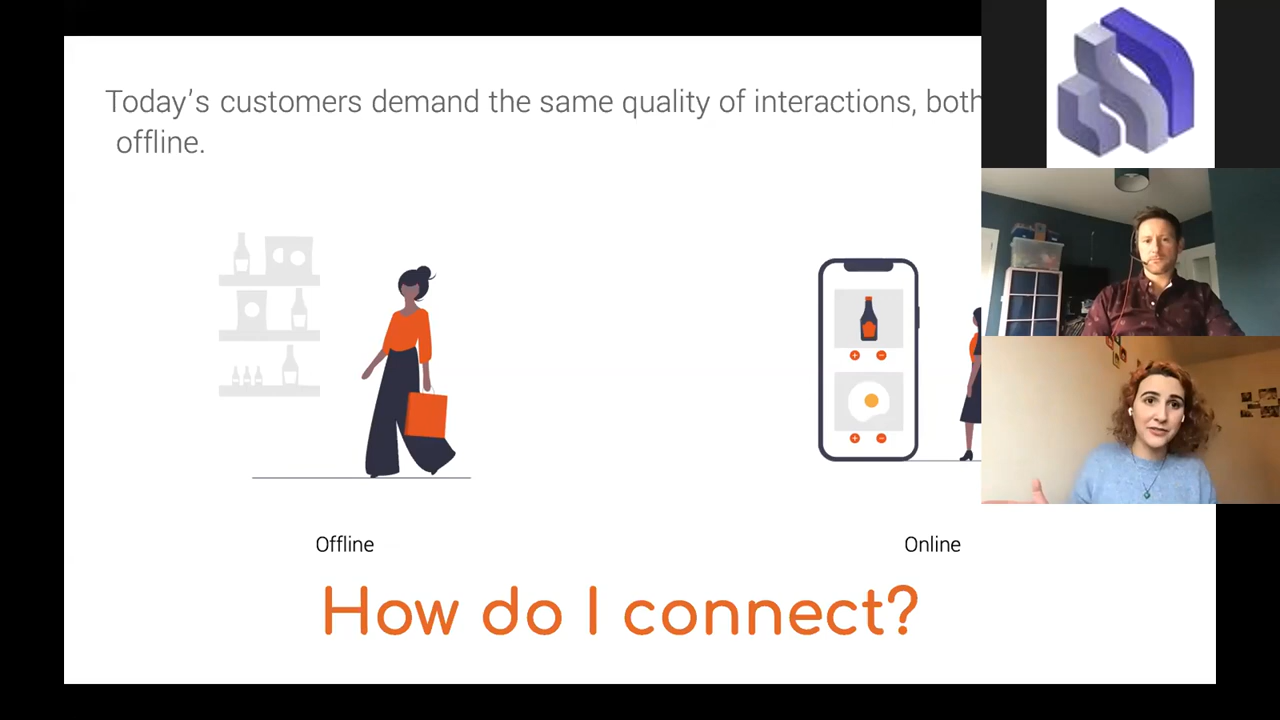 Today's customers demand the same quality of interactions, both
offline.
Offline
Online
How do I connect?